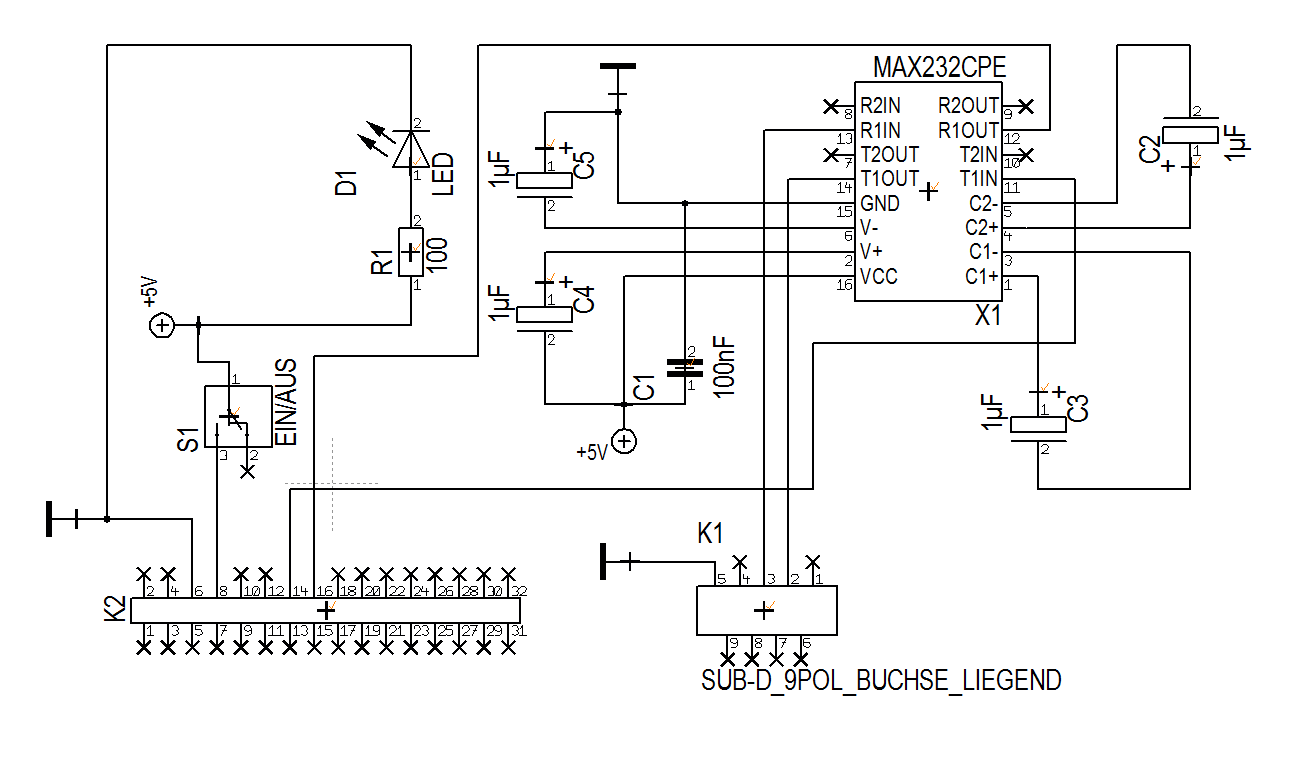 MAX232CPE
R2IN R2OUT
8 9
R1IN R1OUT
13 12
T2OUT T2IN
7 10
T1OUT T1IN
14 11
GND C2-
15 5
V- C2+
6 4
V+ C1-
2 3
VCC C1+
16 1
X1
2
C2
1µF
1
+
D1
2
1
LED
R1
2
100
1
+5V
1µF
+
1
C5
2
1µF
+
1
C4
2
C1
2
1
100nF
+5V
1µF
+
1
C3
2
S1
1
EIN/AUS
3 2
K2
2 4 6 8 10 12 14 16 18 20 22 24 26 28 30 32
1 3 5 7 9 11 13 15 17 19 21 23 25 27 29 31
K1
5 4 3 2 1
9 8 7 6
SUB-D_9POL_BUCHSE_LIEGEND